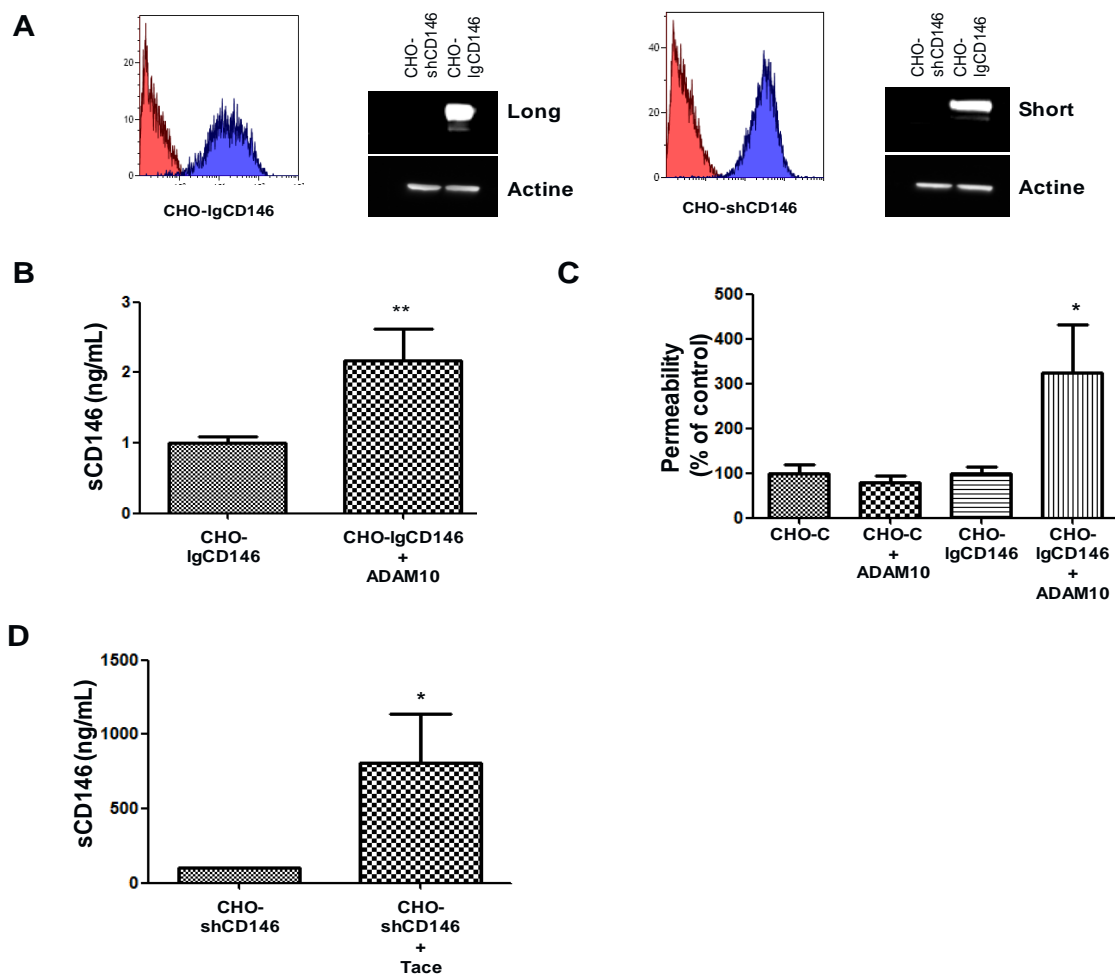 A
20
10
0
CHO-lgCD146
CHO-
shCD146
CHO-
lgCD146
Long
Actine
40
20
0
CHO-shCD146
CHO-
shCD146
CHO-
lgCD146
Short
Actine
B
sCD146 (ng/mL)
3
2
1
0
**
CHO-
lgCD146
CHO-lgCD146
+
ADAM10
C
Permeability
(% of control)
500
400
300
200
100
0
*
CHO-C
CHO-C
+
ADAM10
CHO-
lgCD146
CHO-
lgCD146
+
ADAM10
D
sCD146 (ng/mL)
1500
1000
500
0
*
CHO-
shCD146
CHO-
shCD146
+
Tace